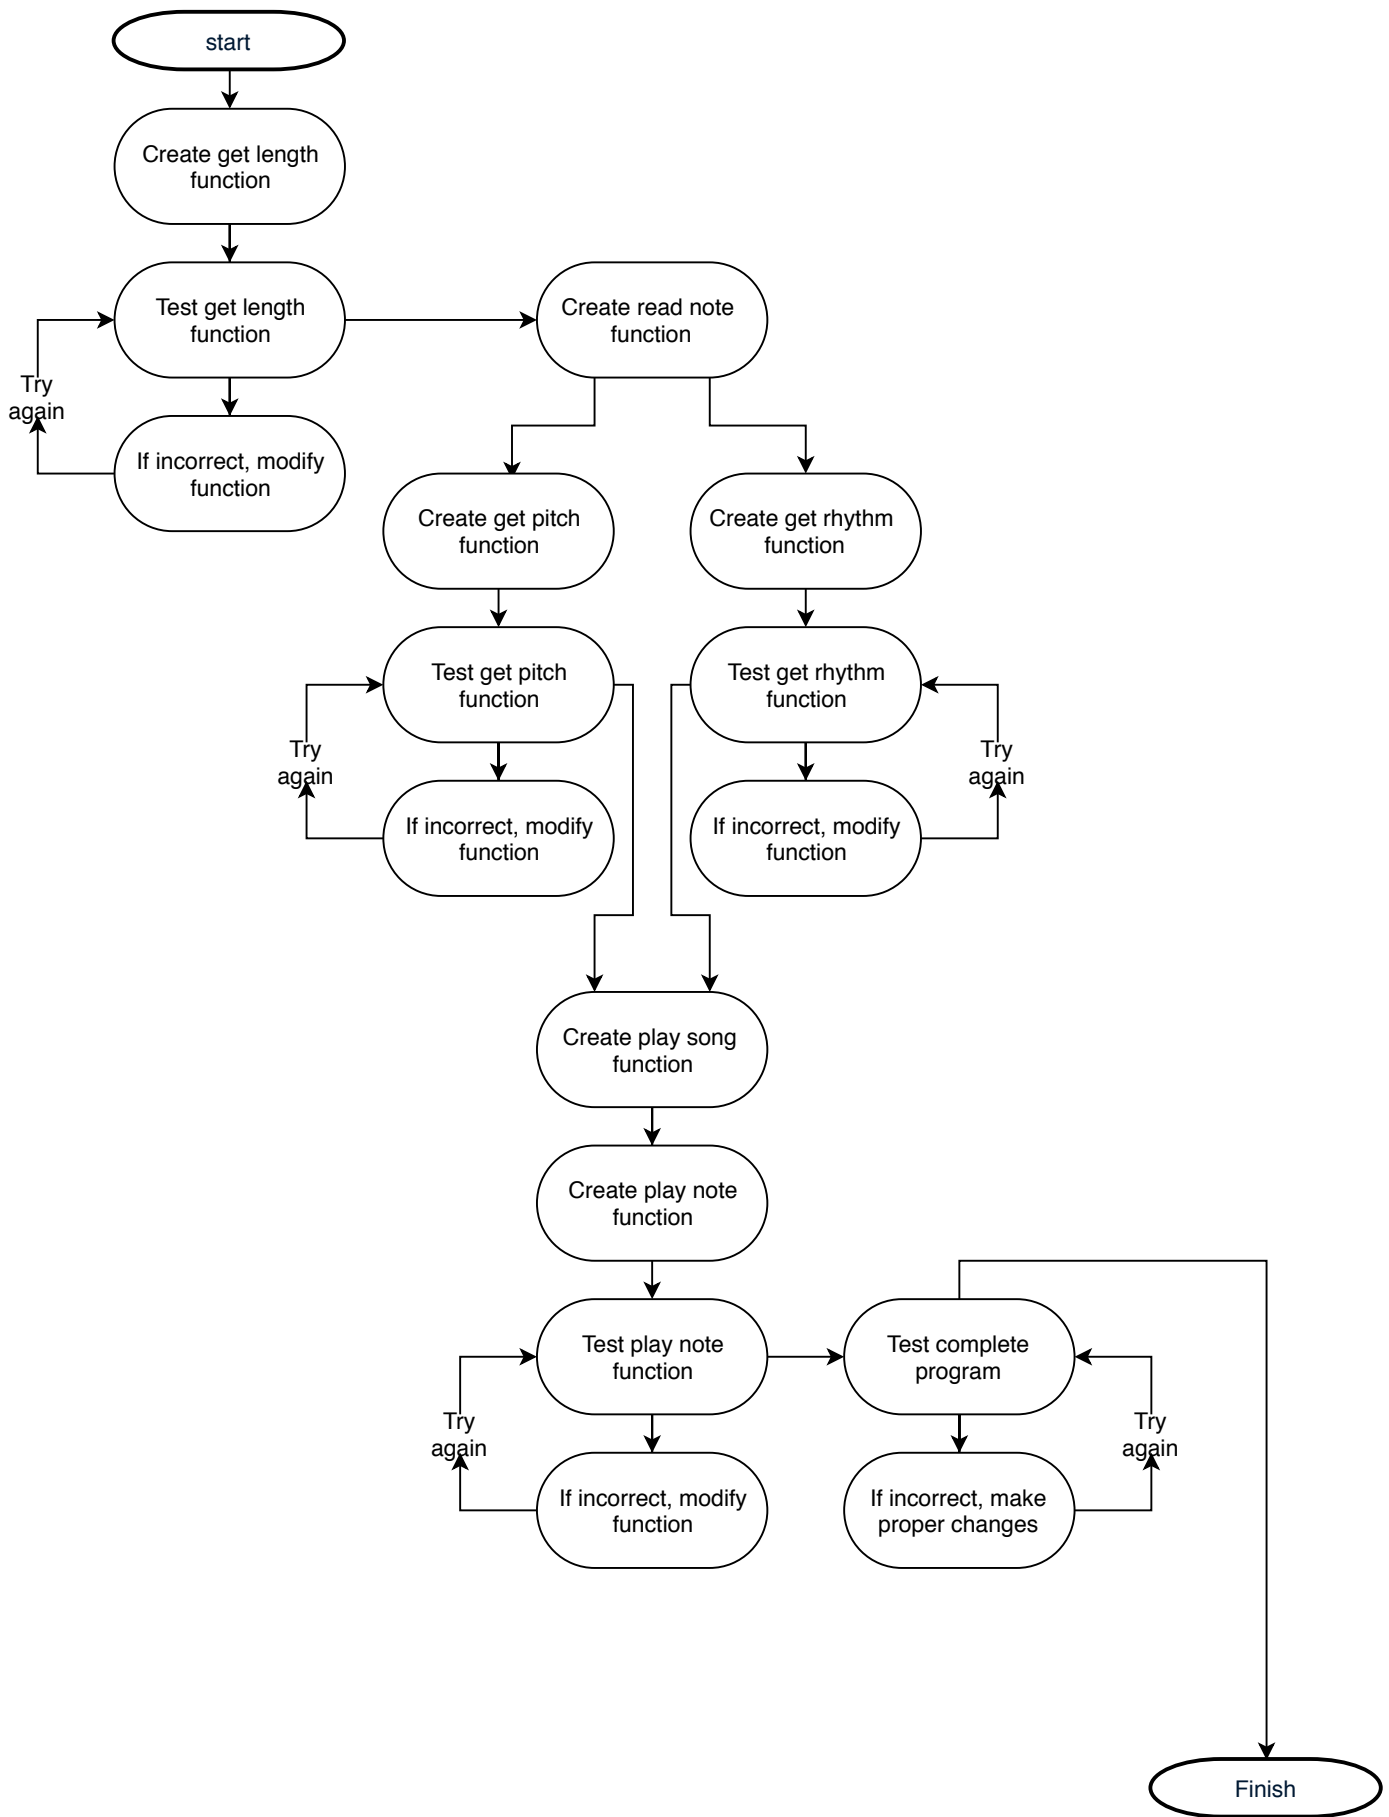 start
Create get length
function
Test get length
function
Create read note
function
Try
again
If incorrect, modify
function
Create get pitch
function
Create get rhythm
function
Test get pitch
function
Test get rhythm
function
Try
again
Try
again
If incorrect, modify
function
If incorrect, modify
function
Create play song
function
Create play note
function
Test play note
function
Test complete
program
Try
again
Try
again
If incorrect, modify
function
If incorrect, make
proper changes
Finish